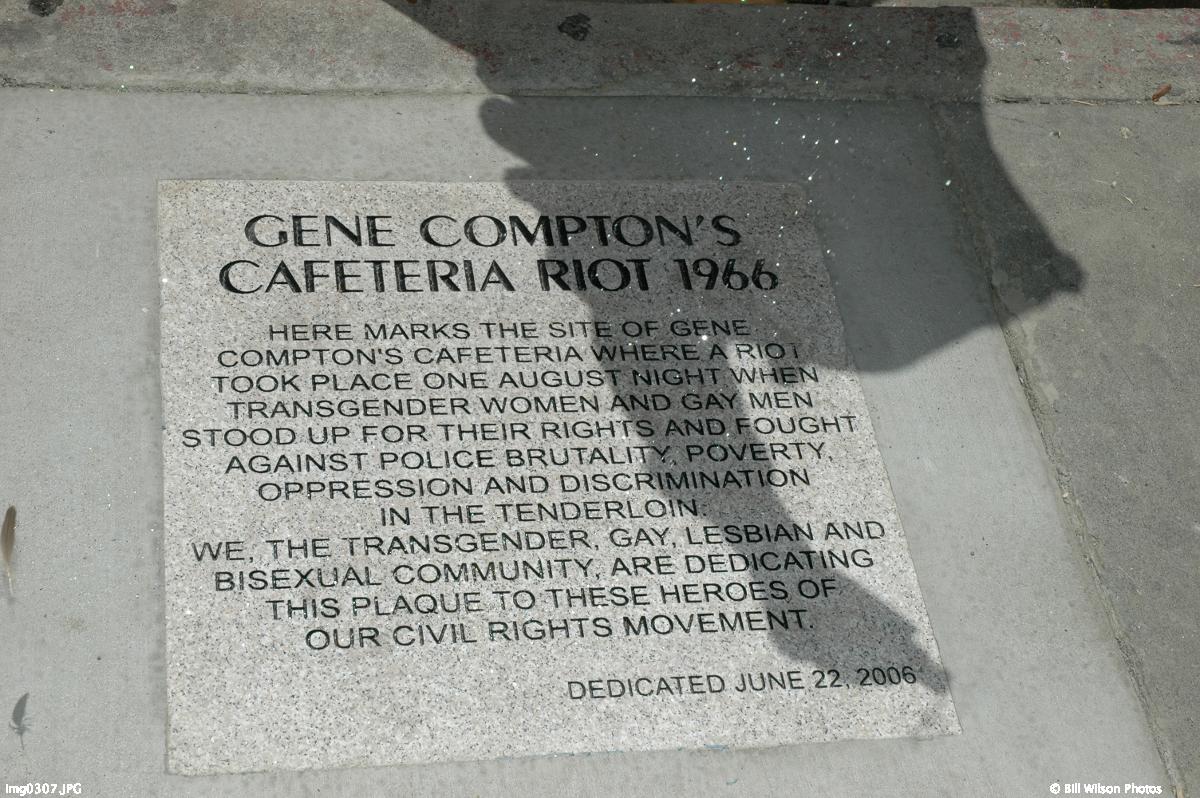 GENE COMPTON'S
CAFETERIA RIOT 1966
HERE MARKS THE SITE OF GENE
COMPTON'S CAFETERIA WHERE A RIOT
TOOK PLACE ONE AUGUST NIGHT WHEN
TRANSGENDER WOMEN AND GAY MEN
STOOD UP FOR THEIR RIGHTS AND FOUGHT
AGAINST POLICE BRUTALITY, POVERTY,
OPPRESSION AND DISCRIMINATION
IN THE TENDERLOIN.
WE, THE TRANSGENDER, GAY, LESBIAN AND
BISEXUAL COMMUNITY, ARE DEDICATING
THIS PLAQUE TO THESE HEROES OF
OUR CIVIL RIGHTS MOVEMENT.
DEDICATED JUNE 22, 2006
Img0307.JPG
© Bill Wilson Photos